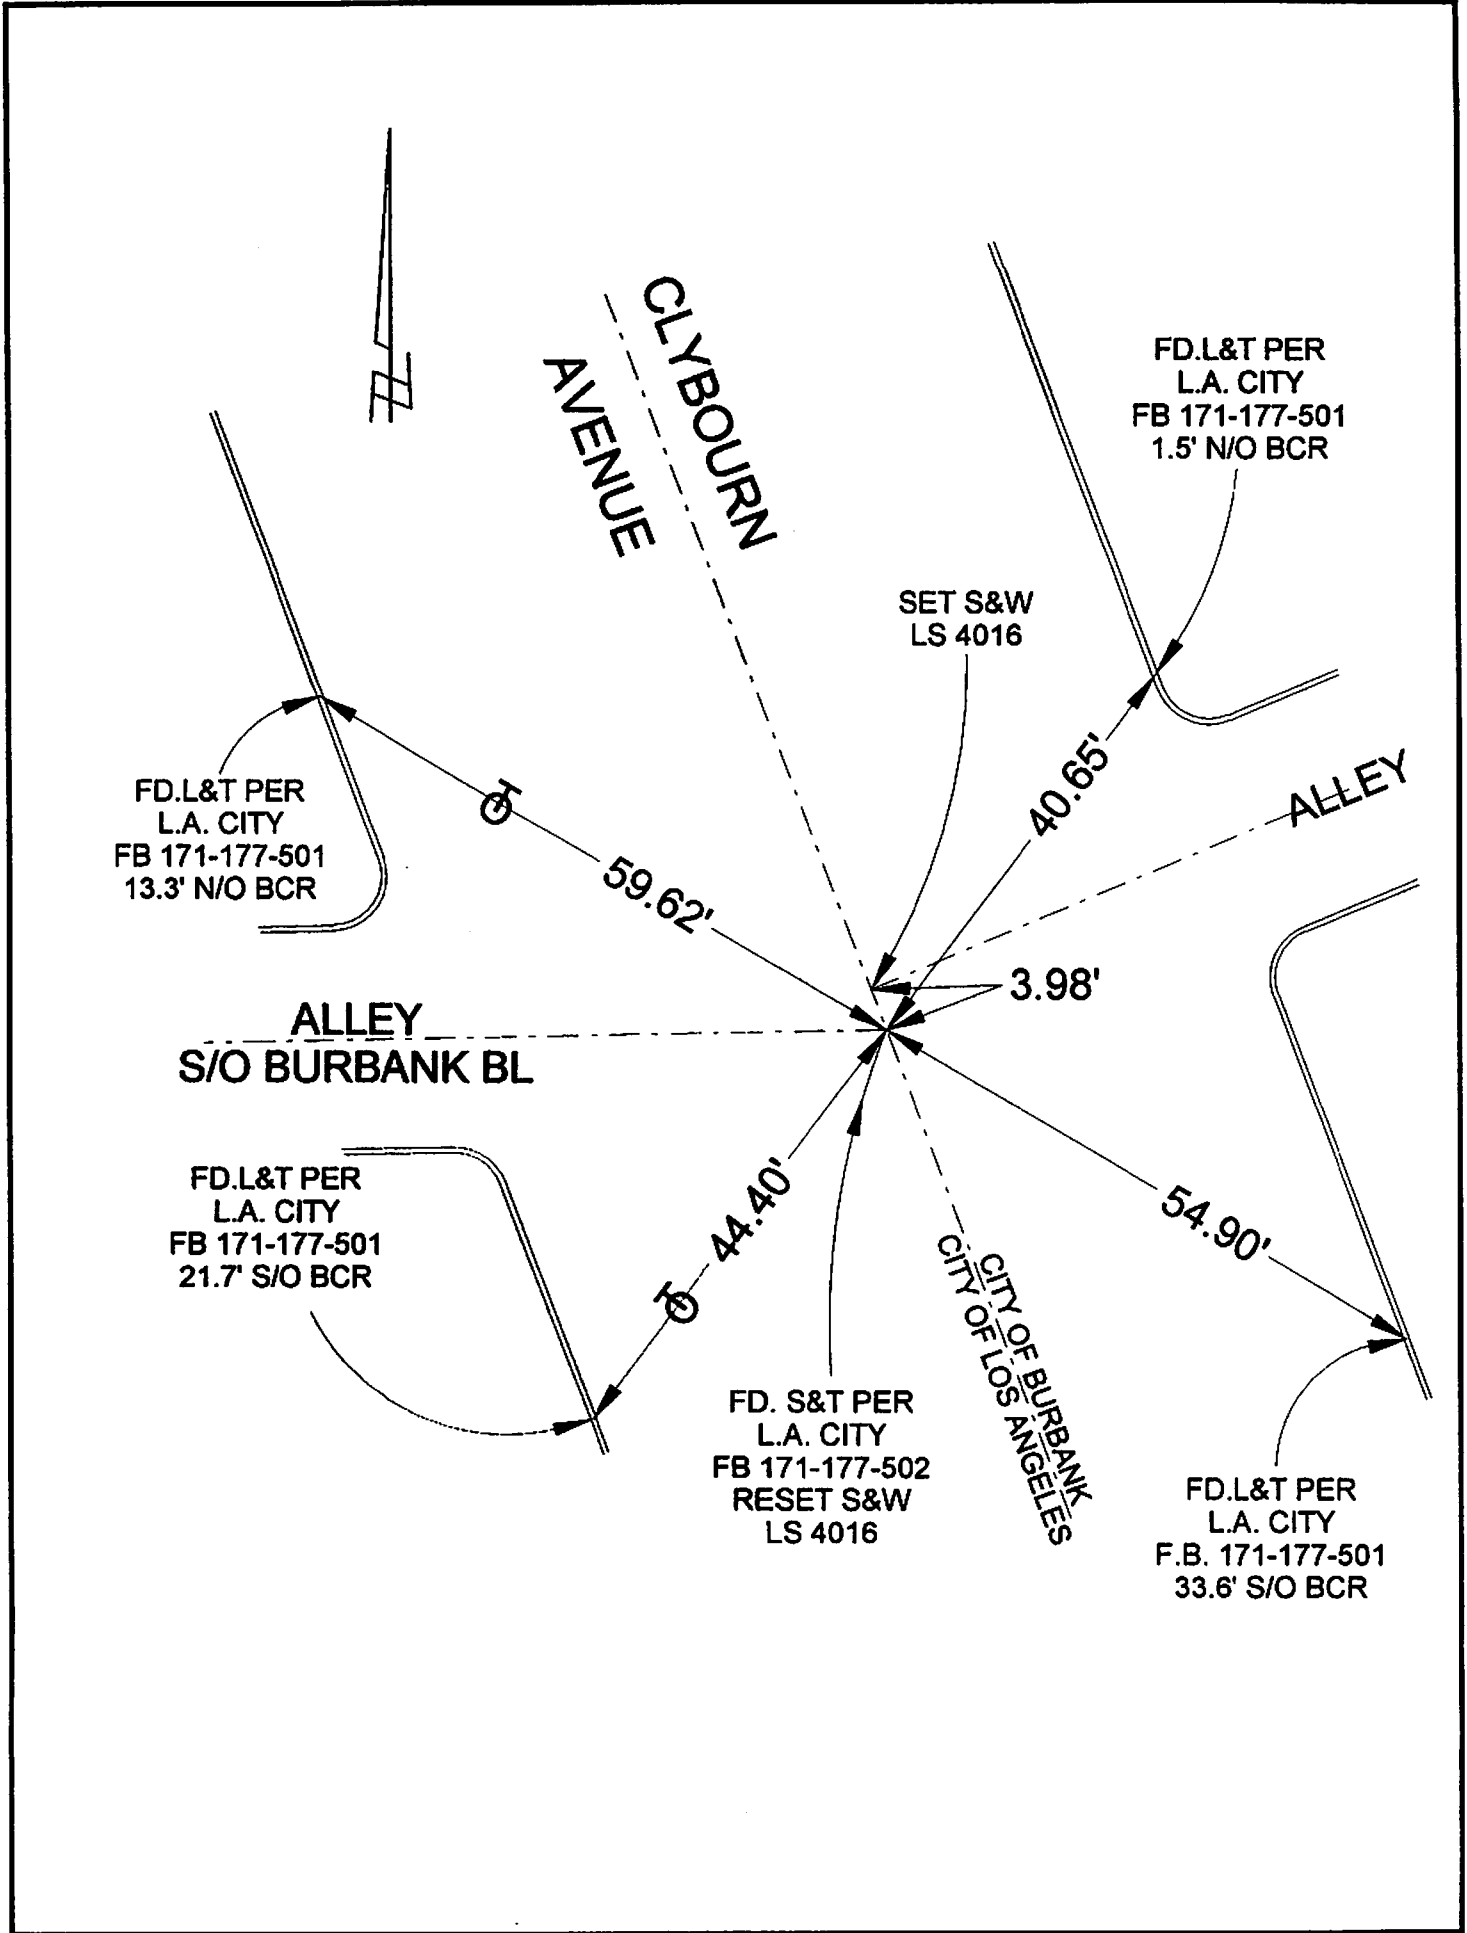 CLYBOURN
AVENUE
FD.L&T PER
L.A. CITY
FB 171-177-501
1.5' N/O BCR
SET S&W
LS 4016
FD.L&T PER
L.A. CITY
FB 171-177-501
13.3' N/O BCR
40.65'
ALLEY
59.62'
3.98'
ALLEY
S/O BURBANK BL
FD.L&T PER
L.A. CITY
FB 171-177-501
21.7' S/O BCR
44.40'
54.90'
CITY OF BURBANK
CITY OF LOS ANGELES
FD. S&T PER
L.A. CITY
FB 171-177-502
RESET S&W
LS 4016
FD.L&T PER
L.A. CITY
F.B. 171-177-501
33.6' S/O BCR